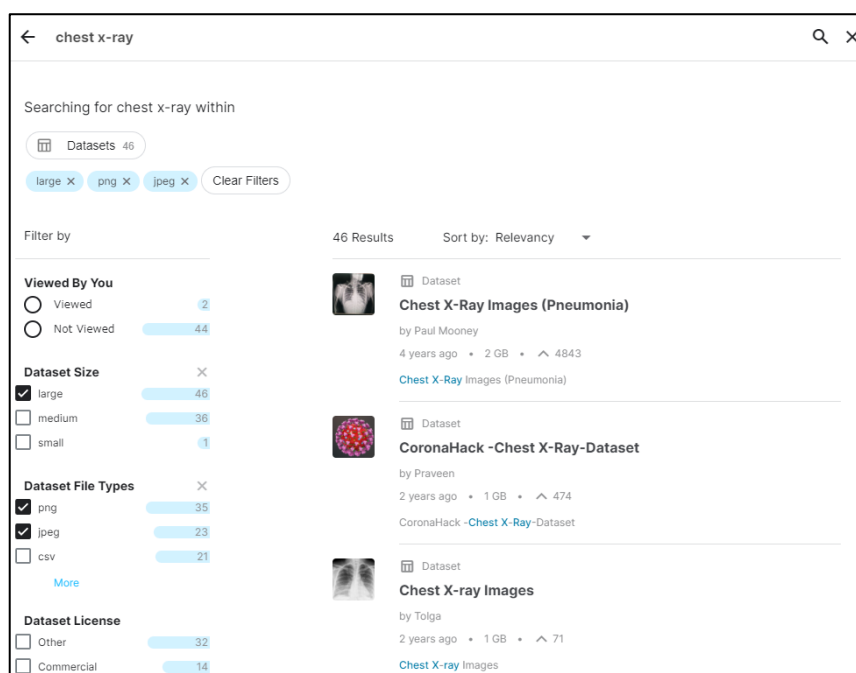 chest x-ray
Searching for chest x-ray within
Datasets 46
large × png × jpeg × Clear Filters
Filter by
Viewed By You
Viewed 2
Not Viewed 44
Dataset Size ×
large 46
medium 36
small 1
Dataset File Types ×
png 35
jpeg 23
csv 21
More
Dataset License
Other 32
Commercial 14
46 Results Sort by: Relevancy
Dataset
Chest X-Ray Images (Pneumonia)
by Paul Mooney
4 years ago • 2 GB • 4843
Chest X-Ray Images (Pneumonia)
Dataset
CoronaHack -Chest X-Ray-Dataset
by Praveen
2 years ago • 1 GB • 474
CoronaHack -Chest X-Ray-Dataset
Dataset
Chest X-ray Images
by Tolga
2 years ago • 1 GB • 71
Chest X-ray Images